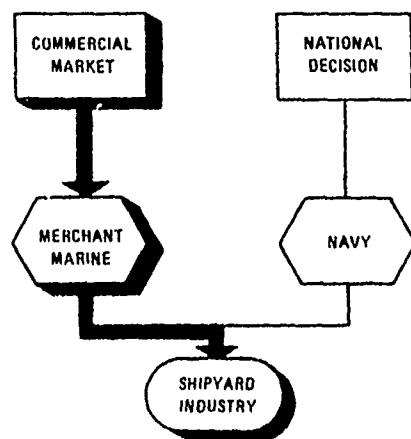 COMMERCIAL
MARKET
NATIONAL
DECISION
MERCHANT
MARINE
NAVY
SHIPYARD
INDUSTRY